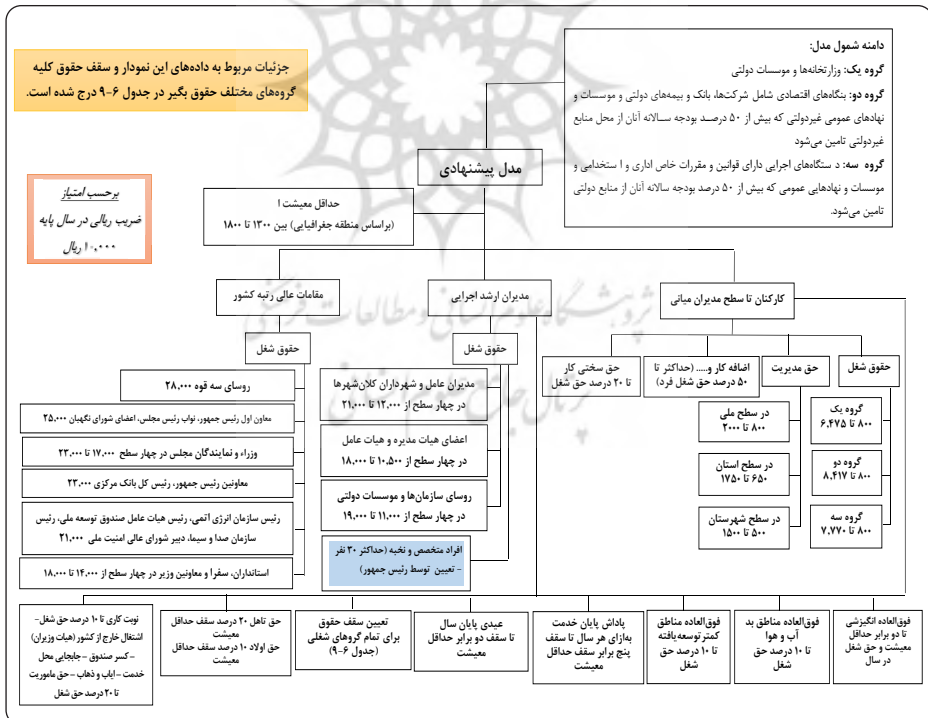 دامنه شمول مدل:
گروه یک: وزارتخانه‌ها و موسسات دولتی
گروه دو: بنگاه‌های اقتصادی شامل شرکت‌ها، بانک و بیمه‌های دولتی و موسسات و
نهادهای عمومی غیردولتی که بیش از ۵۰ درصد بودجه سالانه آنان از محل منابع
غیردولتی تامین می‌شود
گروه سه: د ستگاه‌های اجرایی دارای قوانین و مقررات خاص اداری و ا ستخدامی و
موسسات و نهادهایی عمومی که بیش از ۵۰ درصد بودجه سالانه آنان از منابع دولتی
تامین می‌شود.
جزئیات مربوط به داده‌های این نمودار و سقف حقوق کلیه
گروه‌های مختلف حقوق بگیر در جدول ۶-۹ درج شده است.
مدل پیشنهادی
برحسب امتیاز
ضریب ریالی در سال پایه
۱۰,۰۰۰ ریال
حداقل معیشت ا
(براساس منطقه جغرافیایی) بین ۱۳۰۰ تا ۱۸۰۰
کارکنان تا سطح مدیران میانی
مدیران ارشد اجرایی
مقامات عالی رتبه کشور
پژوهشگاه علوم انسانی و مطالعات فرهنگی
پرتال جامع علوم انسانی
حقوق شغل
حق مدیریت
اضافه کار و..... (حداکثر تا
۵۰ درصد حق شغل فرد)
حق سختی کار
تا ۲۰ درصد حق شغل
گروه یک
۸۰۰ تا ۶,۴۷۵
گروه دو
۸۰۰ تا ۸,۴۱۷
گروه سه
۸۰۰ تا ۷,۷۷۰
در سطح ملی
۸۰۰ تا ۲۰۰۰
در سطح استان
۶۵۰ تا ۱۷۵۰
در سطح شهرستان
۵۰۰ تا ۱۵۰۰
حقوق شغل
مدیران عامل و شهرداران کلان‌شهرها
در چهار سطح از ۱۲,۰۰۰ تا ۲۱,۰۰۰
اعضای هیات مدیره و هیات عامل
در چهار سطح از ۱۰,۵۰۰ تا ۱۸,۰۰۰
روسای سازمان‌ها و موسسات دولتی
در چهار سطح از ۱۱,۰۰۰ تا ۱۹,۰۰۰
افراد متخصص و نخبه (حداکثر ۳۰ نفر
- تعیین توسط رئیس جمهور)
حقوق شغل
روسای سه قوه ۲۸,۰۰۰
معاون اول رئیس جمهور، نواب رئیس مجلس، اعضای شورای نگهبان ۲۵,۰۰۰
وزراء و نمایندگان مجلس در چهار سطح ۱۷,۰۰۰ تا ۲۳,۰۰۰
معاونین رئیس جمهور، رئیس کل بانک مرکزی ۲۳,۰۰۰
رئیس سازمان انرژی اتمی، رئیس هیات عامل صندوق توسعه ملی، رئیس
سازمان صدا و سیما، دبیر شورای عالی امنیت ملی ۲۱,۰۰۰
استانداران، سفرا و معاونین وزیر در چهار سطح از ۱۴,۰۰۰ تا ۱۸,۰۰۰
فوق‌العاده انگیزشی
تا دو برابر حداقل
معیشت و حق شغل
در سال
فوق‌العاده مناطق بد
آب و هوا
تا ۱۰ درصد حق
شغل
فوق‌العاده مناطق
کمتر توسعه یافته
تا ۱۰ درصد حق
شغل
پاداش پایان خدمت
به‌ازای هر سال تا سقف
پنج برابر سقف حداقل
معیشت
عیدی پایان سال
تا سقف دو برابر حداقل
معیشت
تعیین سقف حقوق
برای تمام گروهای شغلی
(جدول ۶-۹)
حق تاهل ۲۰ درصد سقف حداقل
معیشت
حق اولاد ۱۰ درصد سقف حداقل
معیشت
نوبت کاری تا ۱۰ درصد حق شغل-
اشتغال خارج از کشور (هیات وزیران)
- کسر صندوق – جابجایی محل
خدمت – ایاب و ذهاب – حق ماموریت
تا ۲۰ درصد حق شغل